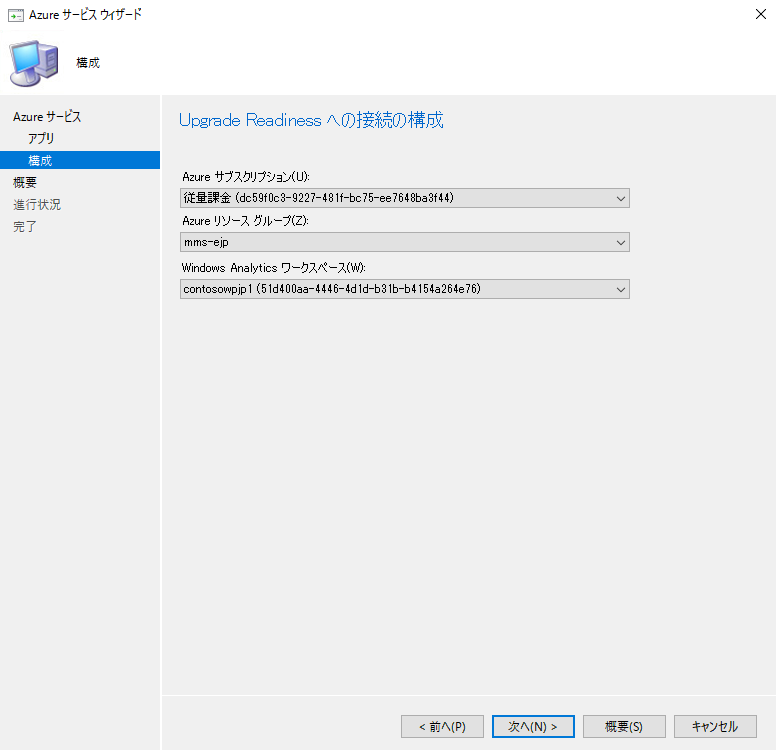 Azure サービス ウィザード
構成
Azure サービス
アプリ
構成
概要
進行状況
完了
Upgrade Readiness への接続の構成
Azure サブスクリプション(U):
従量課金 (dc59f0c3-9227-481f-bc75-ee7648ba3f44)
Azure リソース グループ(Z):
mms-ejp
Windows Analytics ワークスペース(W):
contosowpjp1 (51d400aa-4446-4d1d-b31b-b4154a264e76)
< 前へ(P)
次へ(N) >
概要(S)
キャンセル